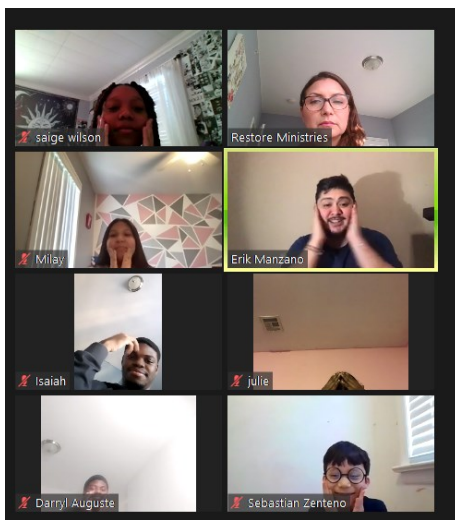 saige wilson
Restore Ministries
Milay
Erik Manzano
Isaiah
julie
Darryl Auguste
Sebastian Zenteno